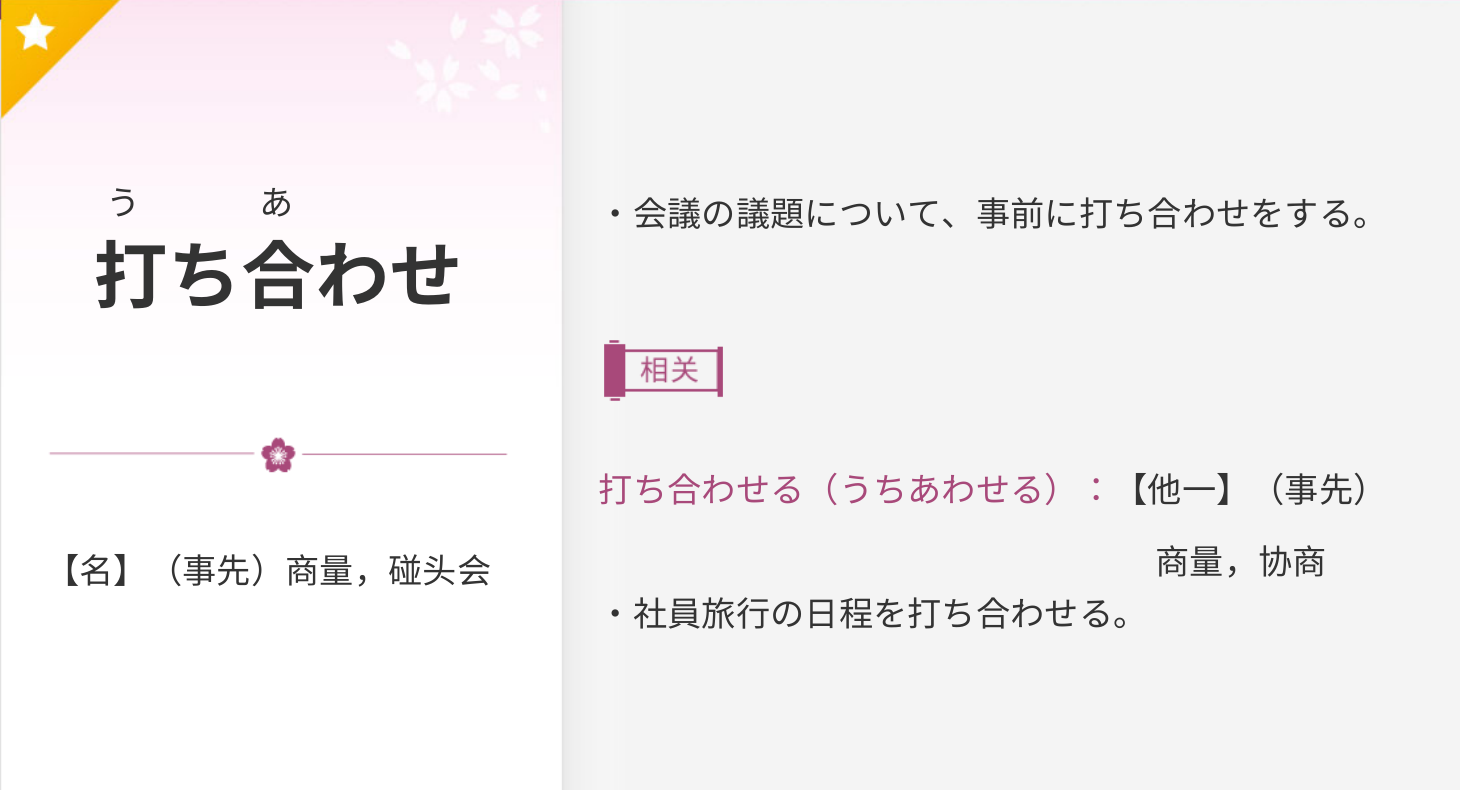 う あ
打ち合わせ
【名】（事先）商量，碰头会
・会議の議題について、事前に打ち合わせをする。
相关
打ち合わせる（うちあわせる）：【他一】（事先）
商量，协商
・社員旅行の日程を打ち合わせる。